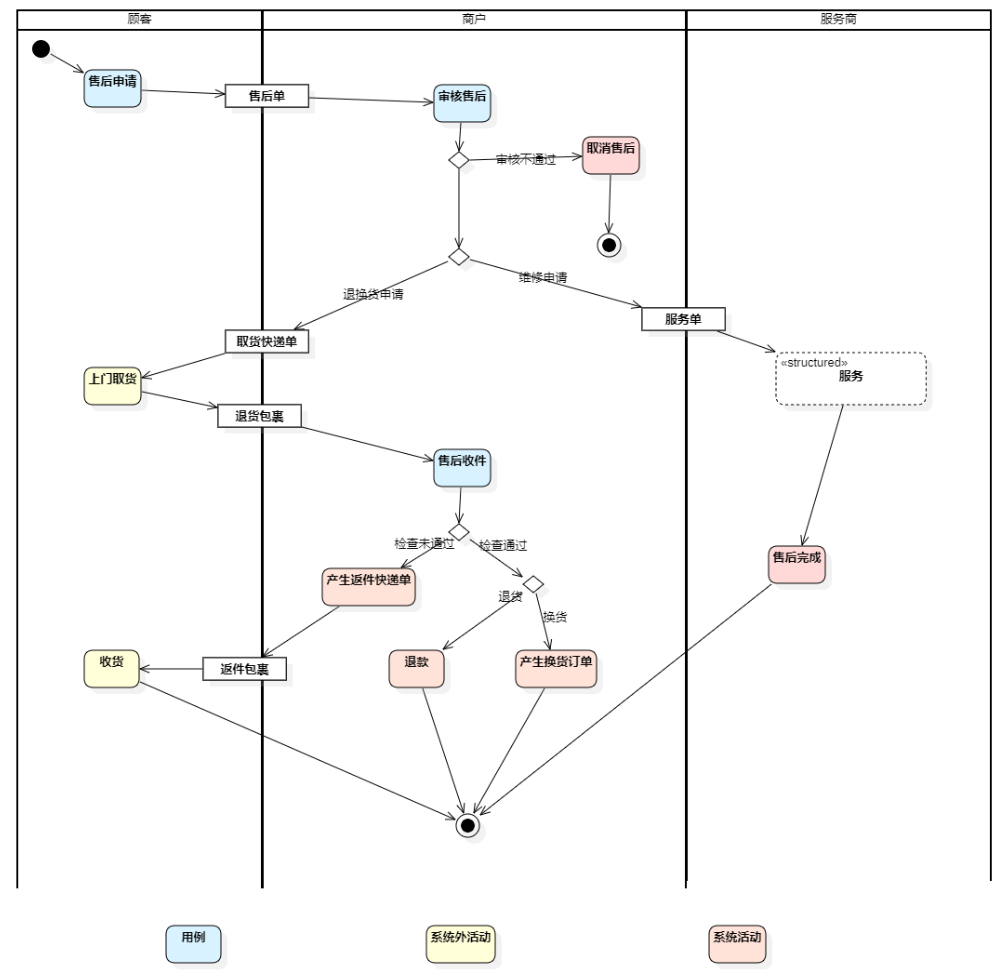 顾客
商户
服务商
售后申请
售后单
审核售后
审核不通过
取消售后
维修申请
退换货申请
服务单
取货快递单
«structured»
服务
上门取货
退货包裹
售后收件
检查未通过
检查通过
售后完成
产生返件快递单
退货
换货
收货
返件包裹
退款
产生换货订单
用例
系统外活动
系统活动